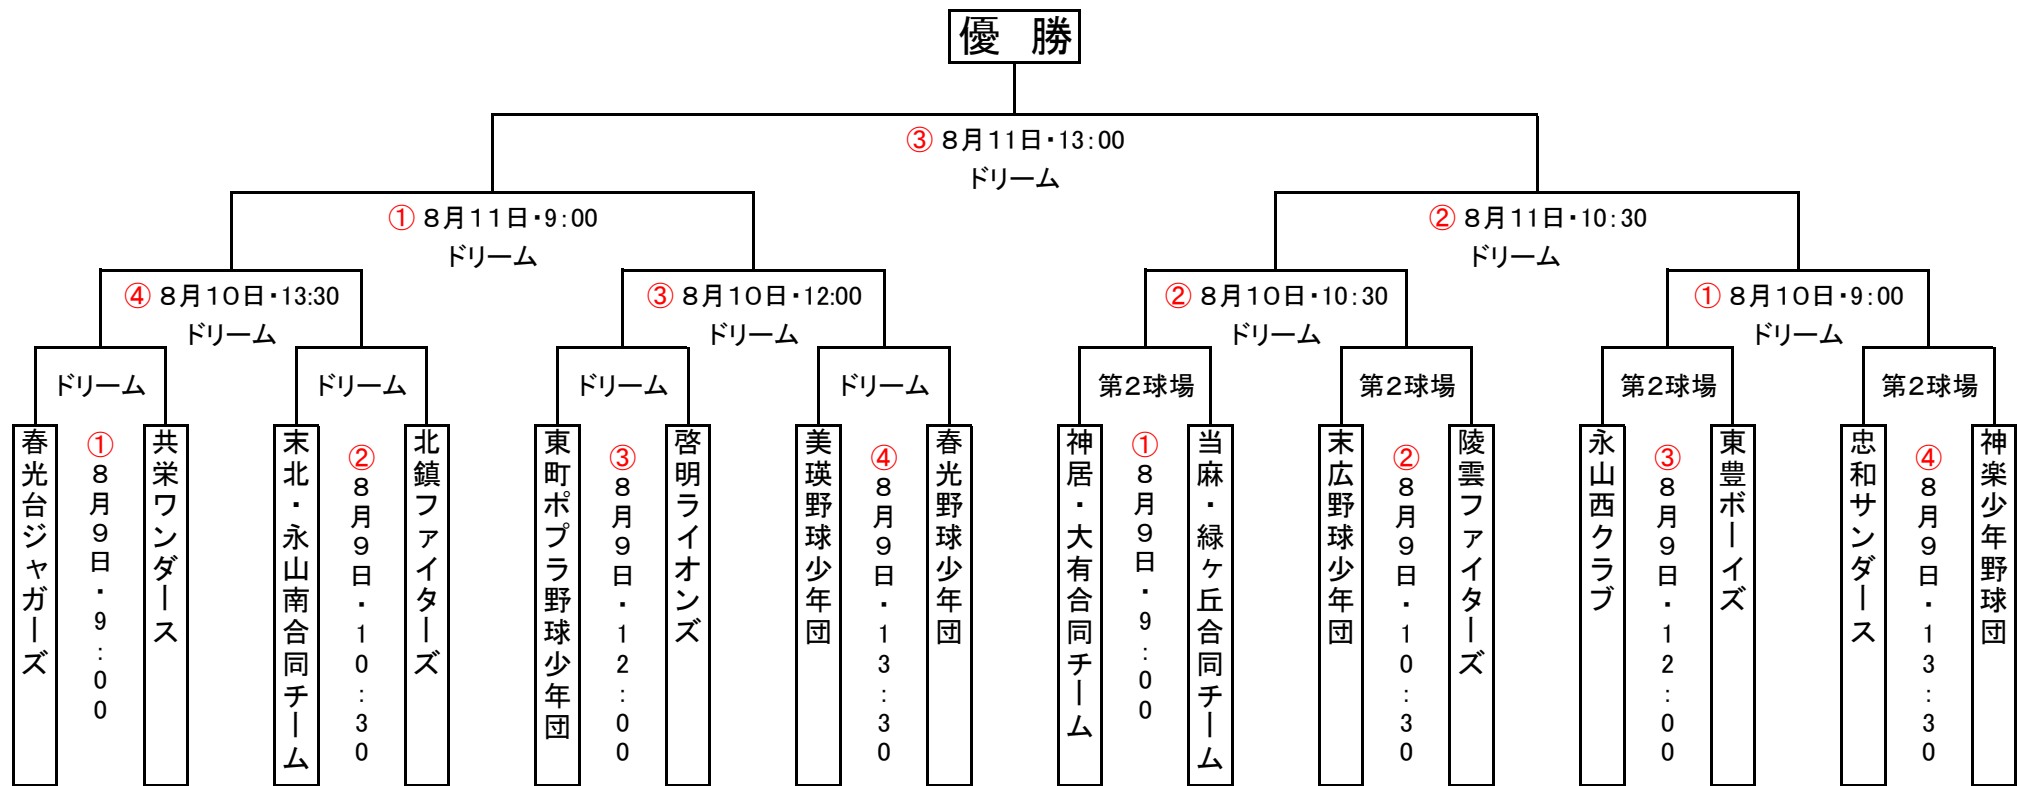 優 勝
③ 8月11日・13:00
ドリーム
① 8月11日・9:00
ドリーム
② 8月11日・10:30
ドリーム
④ 8月10日・13:30
ドリーム
③ 8月10日・12:00
ドリーム
② 8月10日・10:30
ドリーム
① 8月10日・9:00
ドリーム
ドリーム
ドリーム
ドリーム
ドリーム
第2球場
第2球場
第2球場
第2球場
春光台ジャガーズ
① 8月9日・9:00
共栄ワンダース
末北・永山南合同チーム
② 8月9日・10:30
北鎮ファイターズ
東町ポプラ野球少年団
③ 8月9日・12:00
啓明ライオンズ
美瑛野球少年団
④ 8月9日・13:30
春光野球少年団
神居・大有合同チーム
① 8月9日・9:00
当麻・緑ヶ丘合同チーム
末広野球少年団
② 8月9日・10:30
陵雲ファイターズ
永山西クラブ
③ 8月9日・12:00
東豊ボーイズ
忠和サンダース
④ 8月9日・13:30
神楽少年野球団